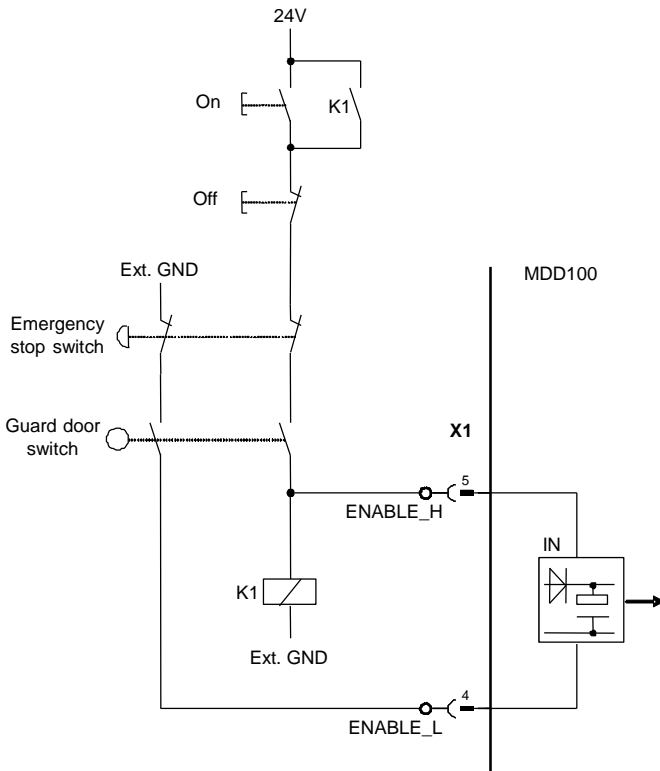 24V
On
K1
Off
Ext. GND
MDD100
Emergency
stop switch
Guard door
switch
X1
5
ENABLE_H
IN
K1
Ext. GND
4
ENABLE_L